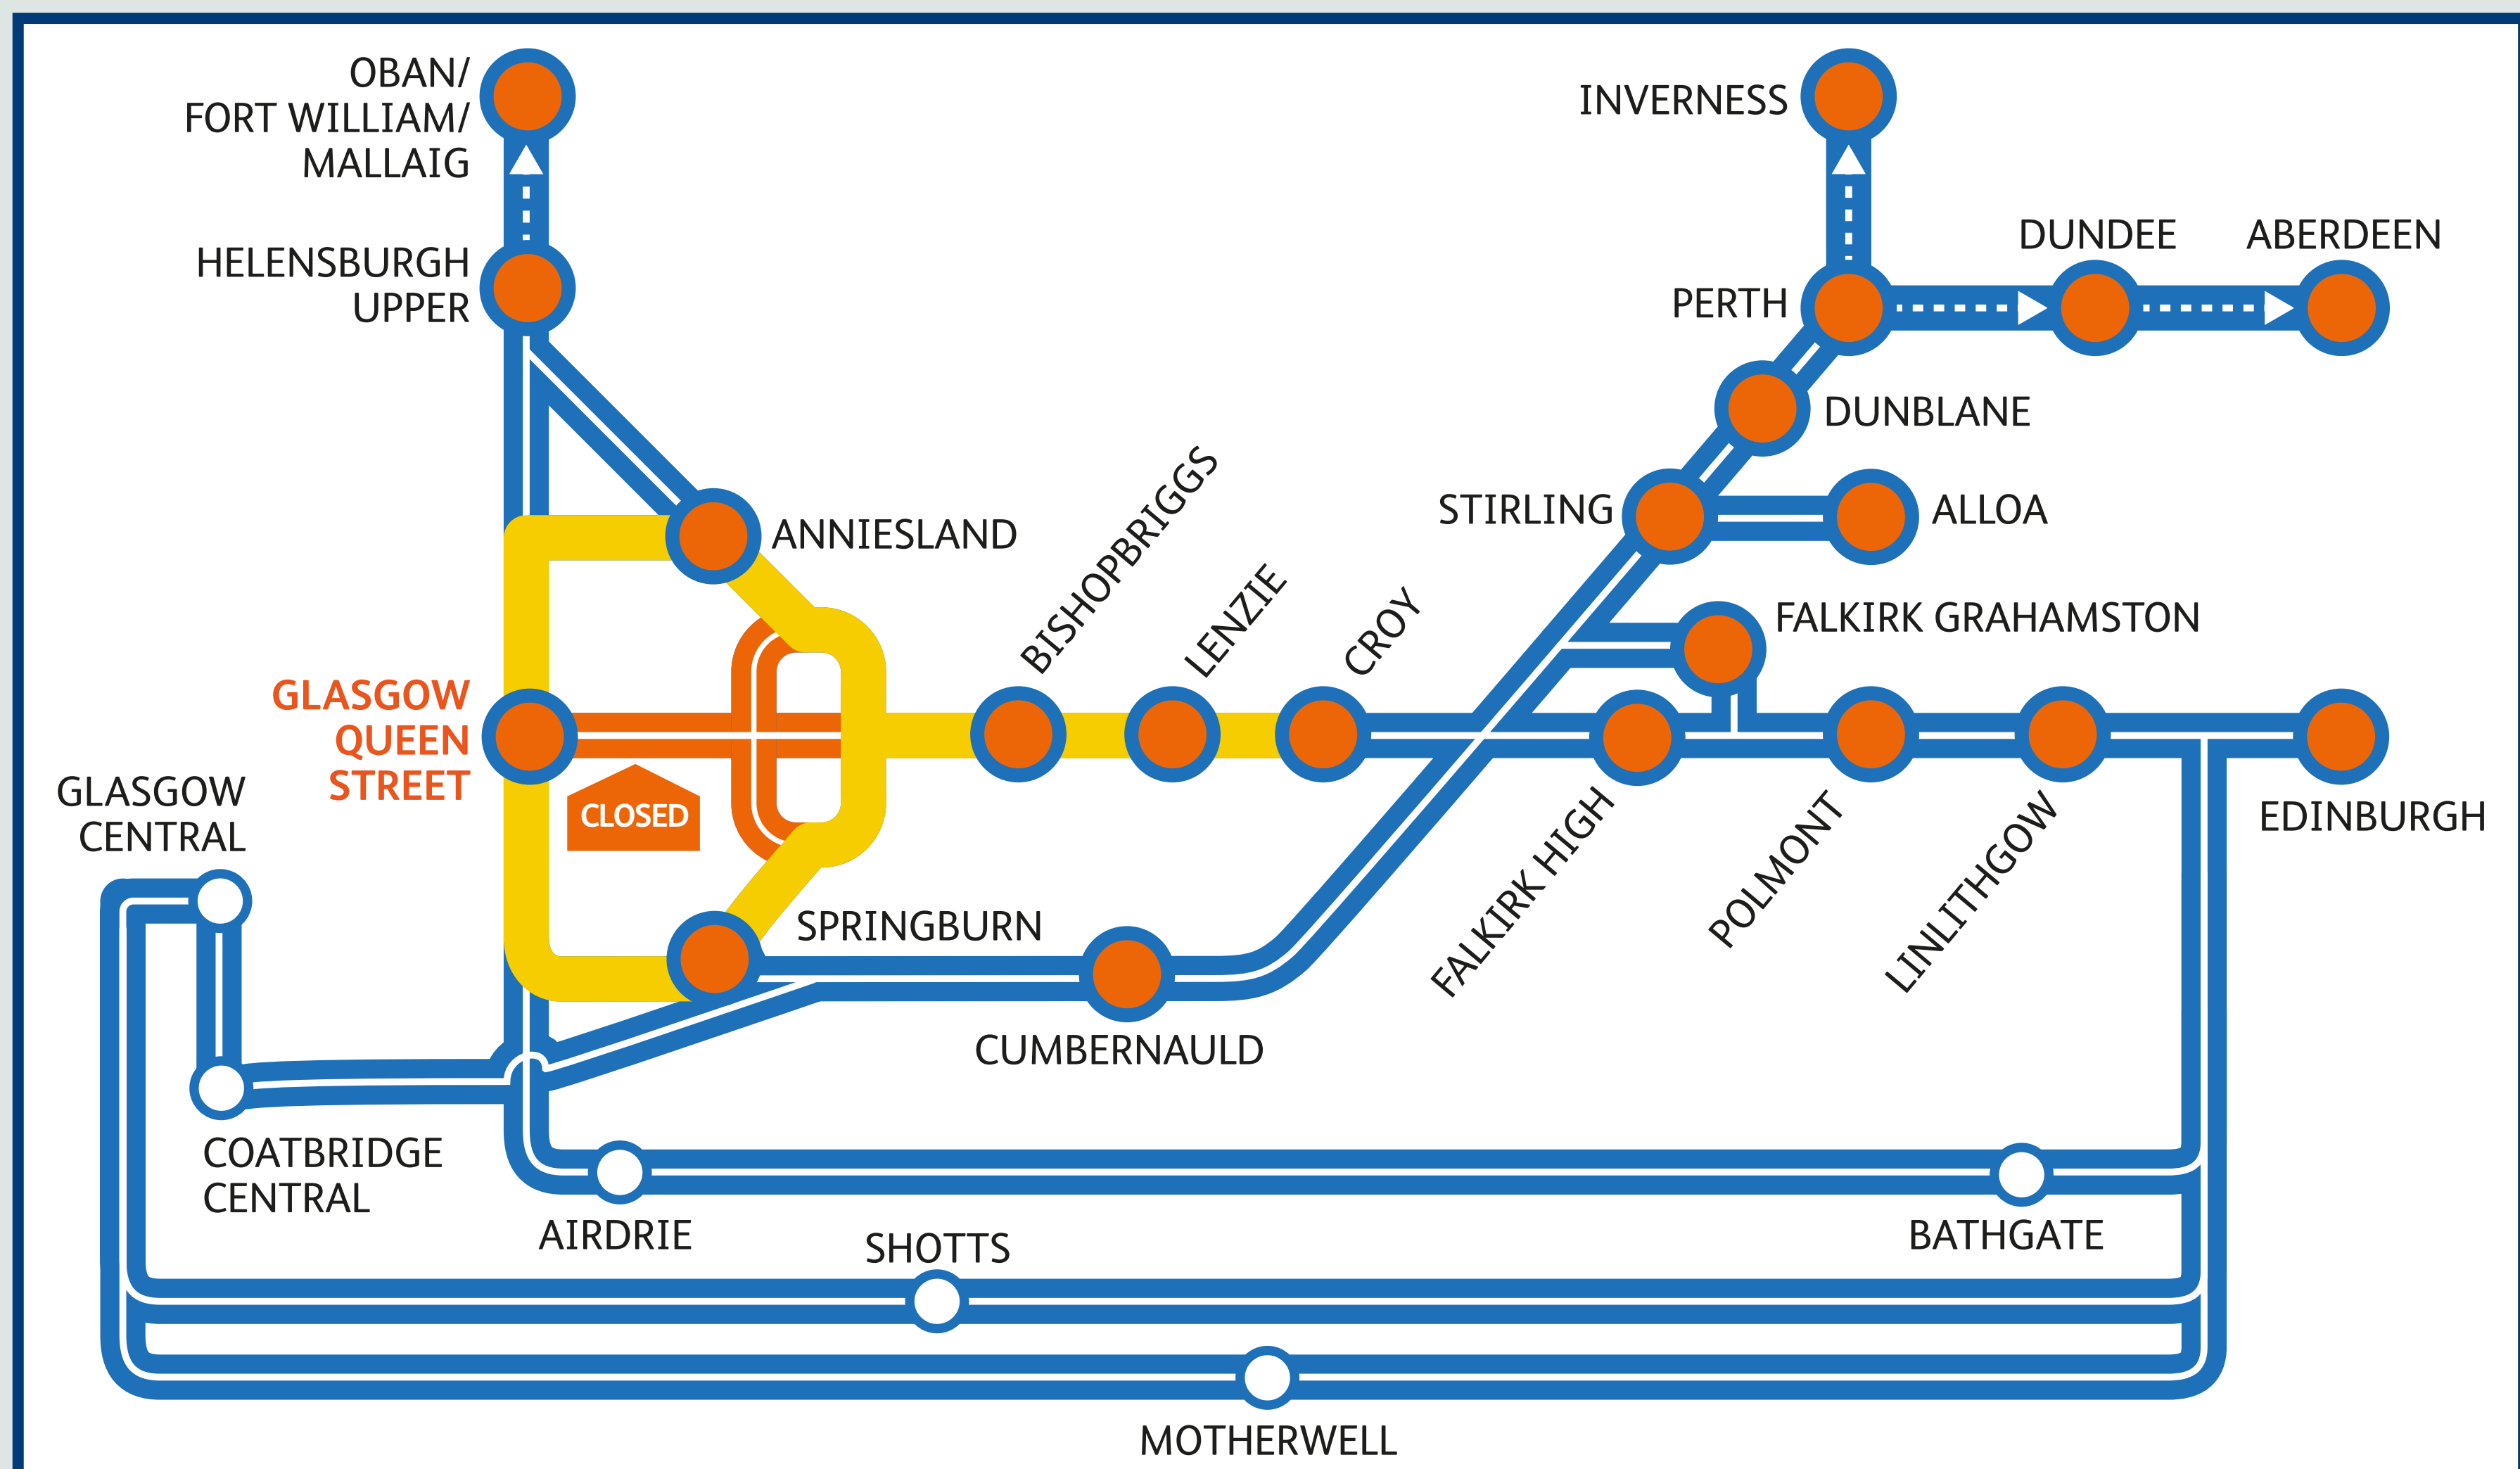 OBAN/
FORT WILLIAM/
MALLAIG
INVERNESS
HELENSBURGH
UPPER
PERTH
DUNDEE
ABERDEEN
DUNBLANE
STIRLING
ALLOA
ANNIESLAND
BISHOPBRIGGS
LENZIE
CROY
FALKIRK GRAHAMSTON
GLASGOW
QUEEN
STREET
CLOSED
GLASGOW
CENTRAL
FALKIRK HIGH
POLMONT
LINLITHGOW
EDINBURGH
SPRINGBURN
CUMBERNAULD
COATBRIDGE
CENTRAL
AIRDRIE
BATHGATE
SHOTTS
MOTHERWELL